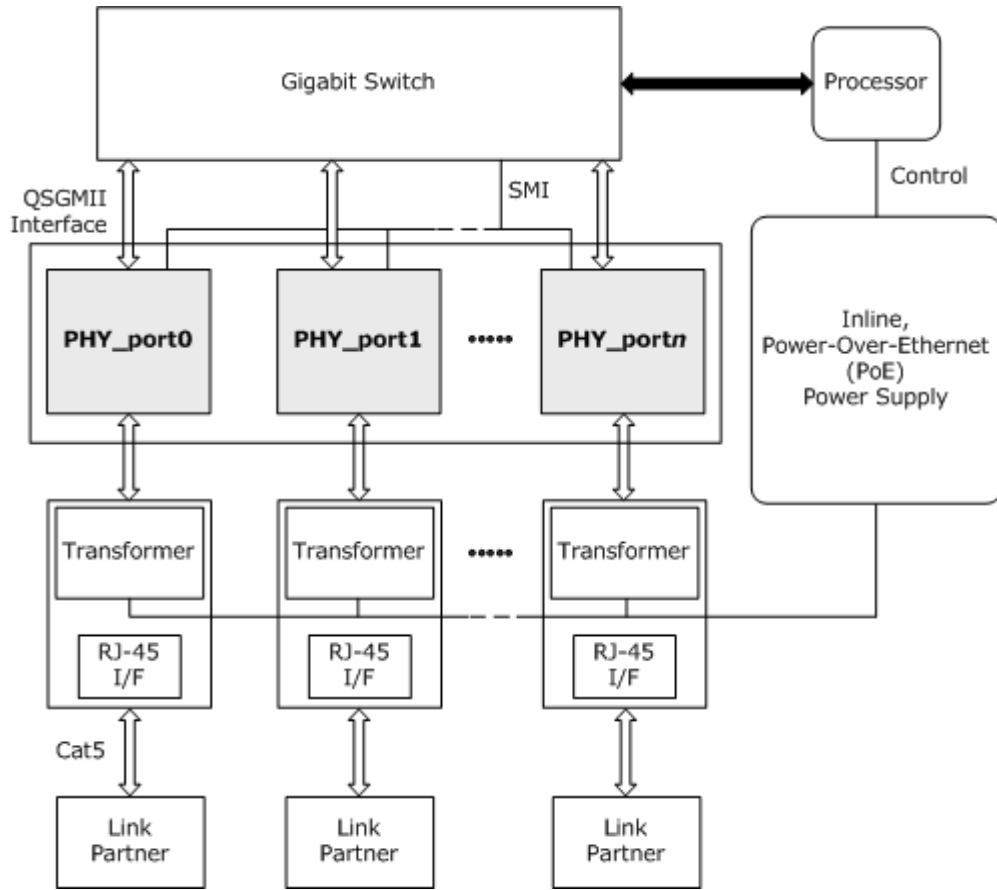 Gigabit Switch
Processor
QSGMII
Interface
SMI
Control
PHY_port0
PHY_port1
PHY_portn
Inline,
Power-Over-Ethernet
(PoE)
Power Supply
Transformer
Transformer
Transformer
RJ-45
I/F
RJ-45
I/F
RJ-45
I/F
Cat5
Link
Partner
Link
Partner
Link
Partner